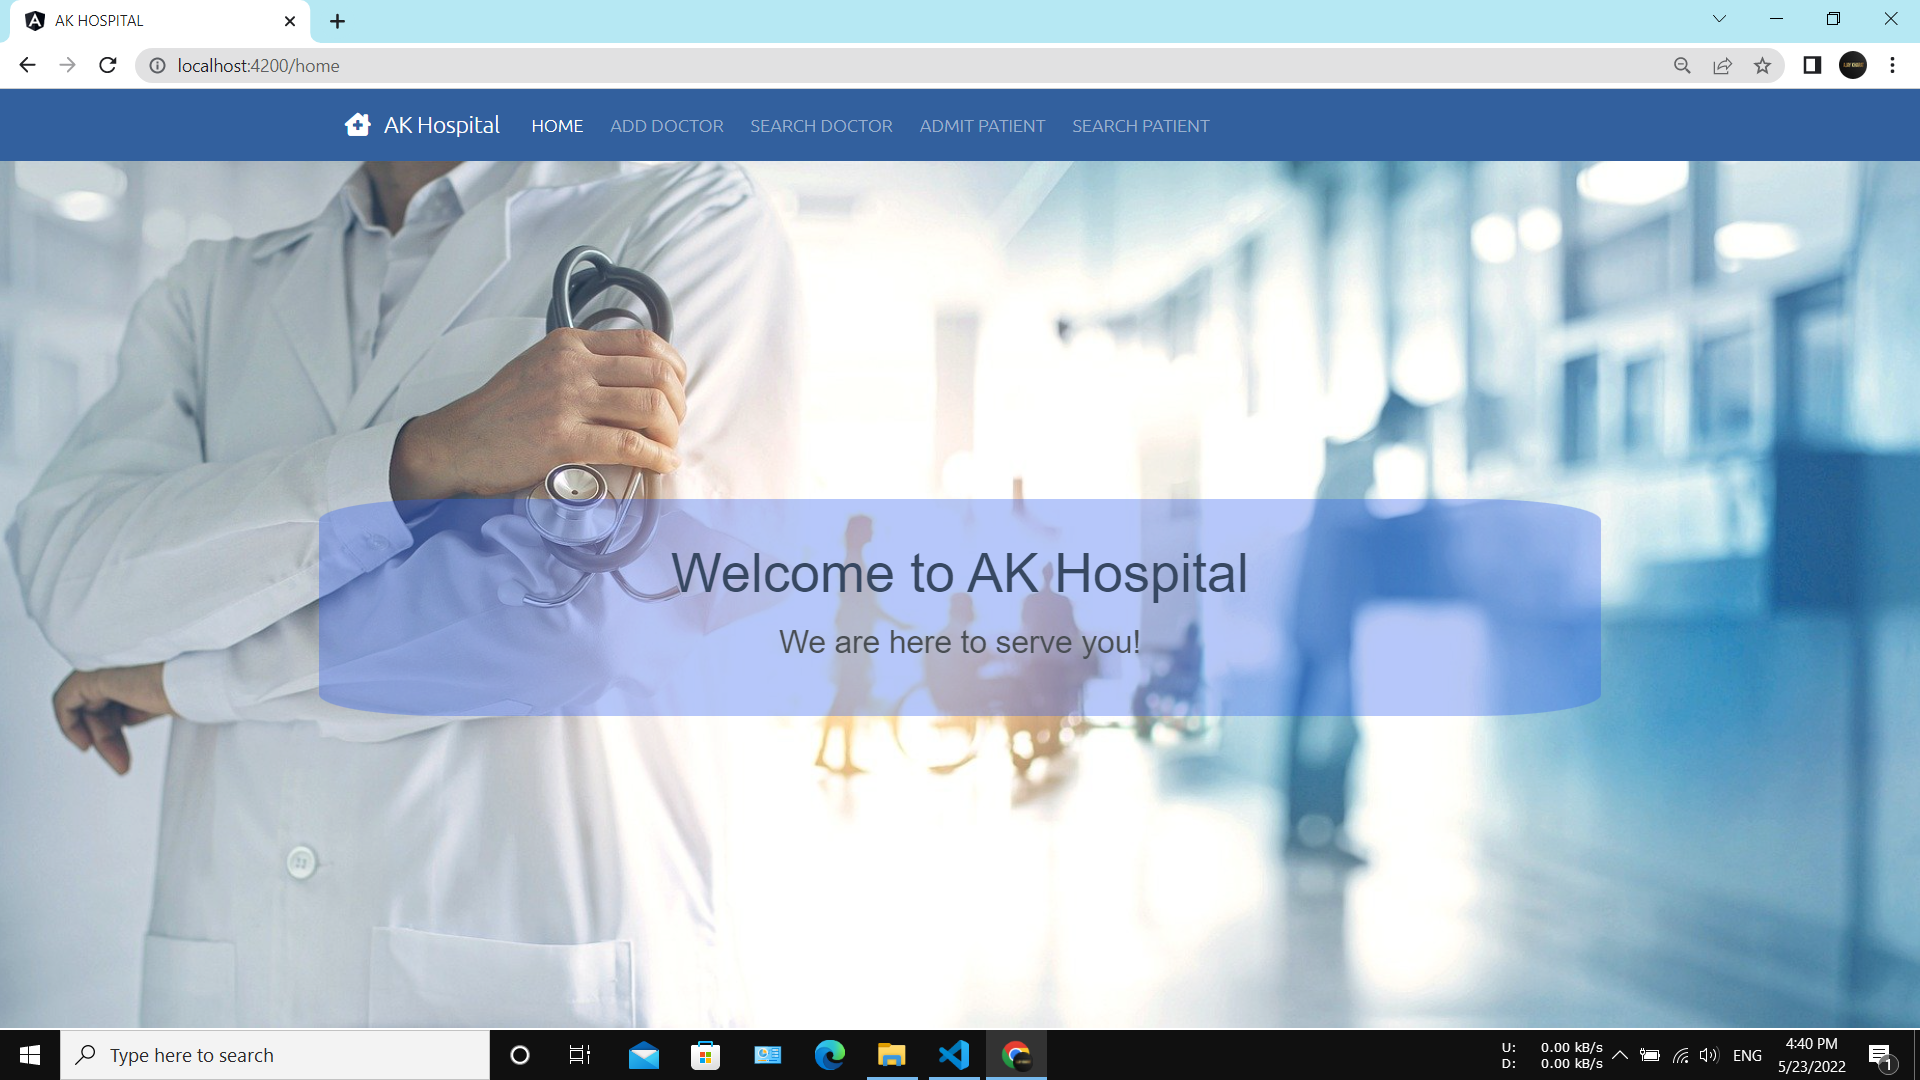 AK HOSPITAL
localhost:4200/home
AK Hospital HOME ADD DOCTOR SEARCH DOCTOR ADMIT PATIENT SEARCH PATIENT
Welcome to AK Hospital
We are here to serve you!
Type here to search
U: 0.00 kB/s
D: 0.00 kB/s
ENG
4:40 PM
5/23/2022
1